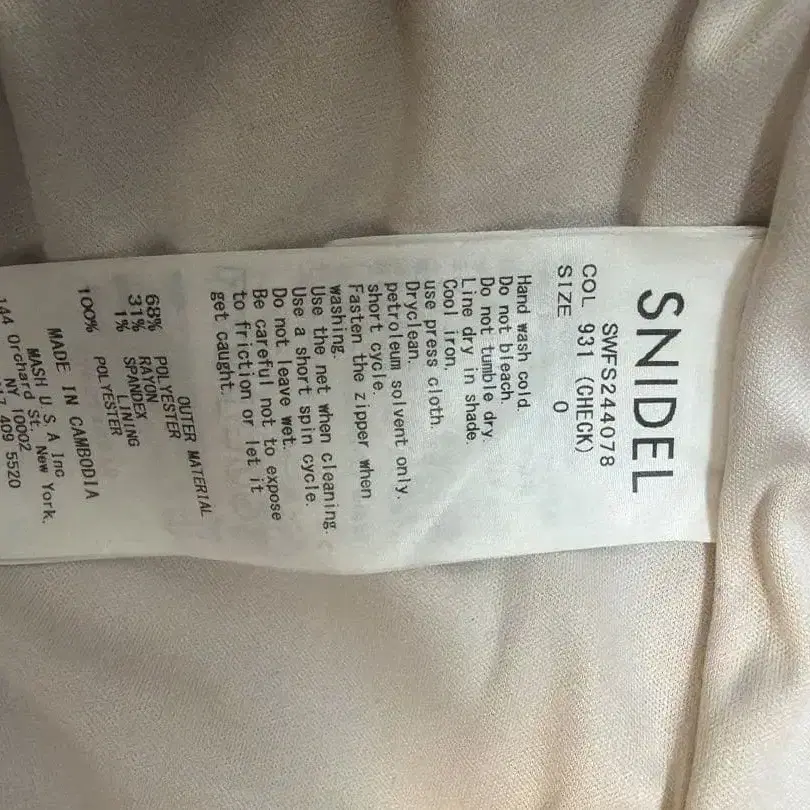 SNIDEL
SWFS244078
COL 931 (CHECK)
SIZE 0
Hand wash cold.
Do not bleach.
Do not tumble dry.
Line dry in shade.
Cool iron,
use press cloth.
Dryclean.
petroleum solvent only.
short cycle.
Fasten the zipper when
washing.
Use the net when cleaning.
Use a short spin cycle.
Do not leave wet.
Be careful not to expose
to friction or let it
get caught.
OUTER MATERIAL
68% POLYESTER
31% RAYON
1% SPANDEX
LINING
100% POLYESTER
MADE IN CAMBODIA
MASH U S A Inc
144 Orchard St. New York.
NY 10002
409 5520